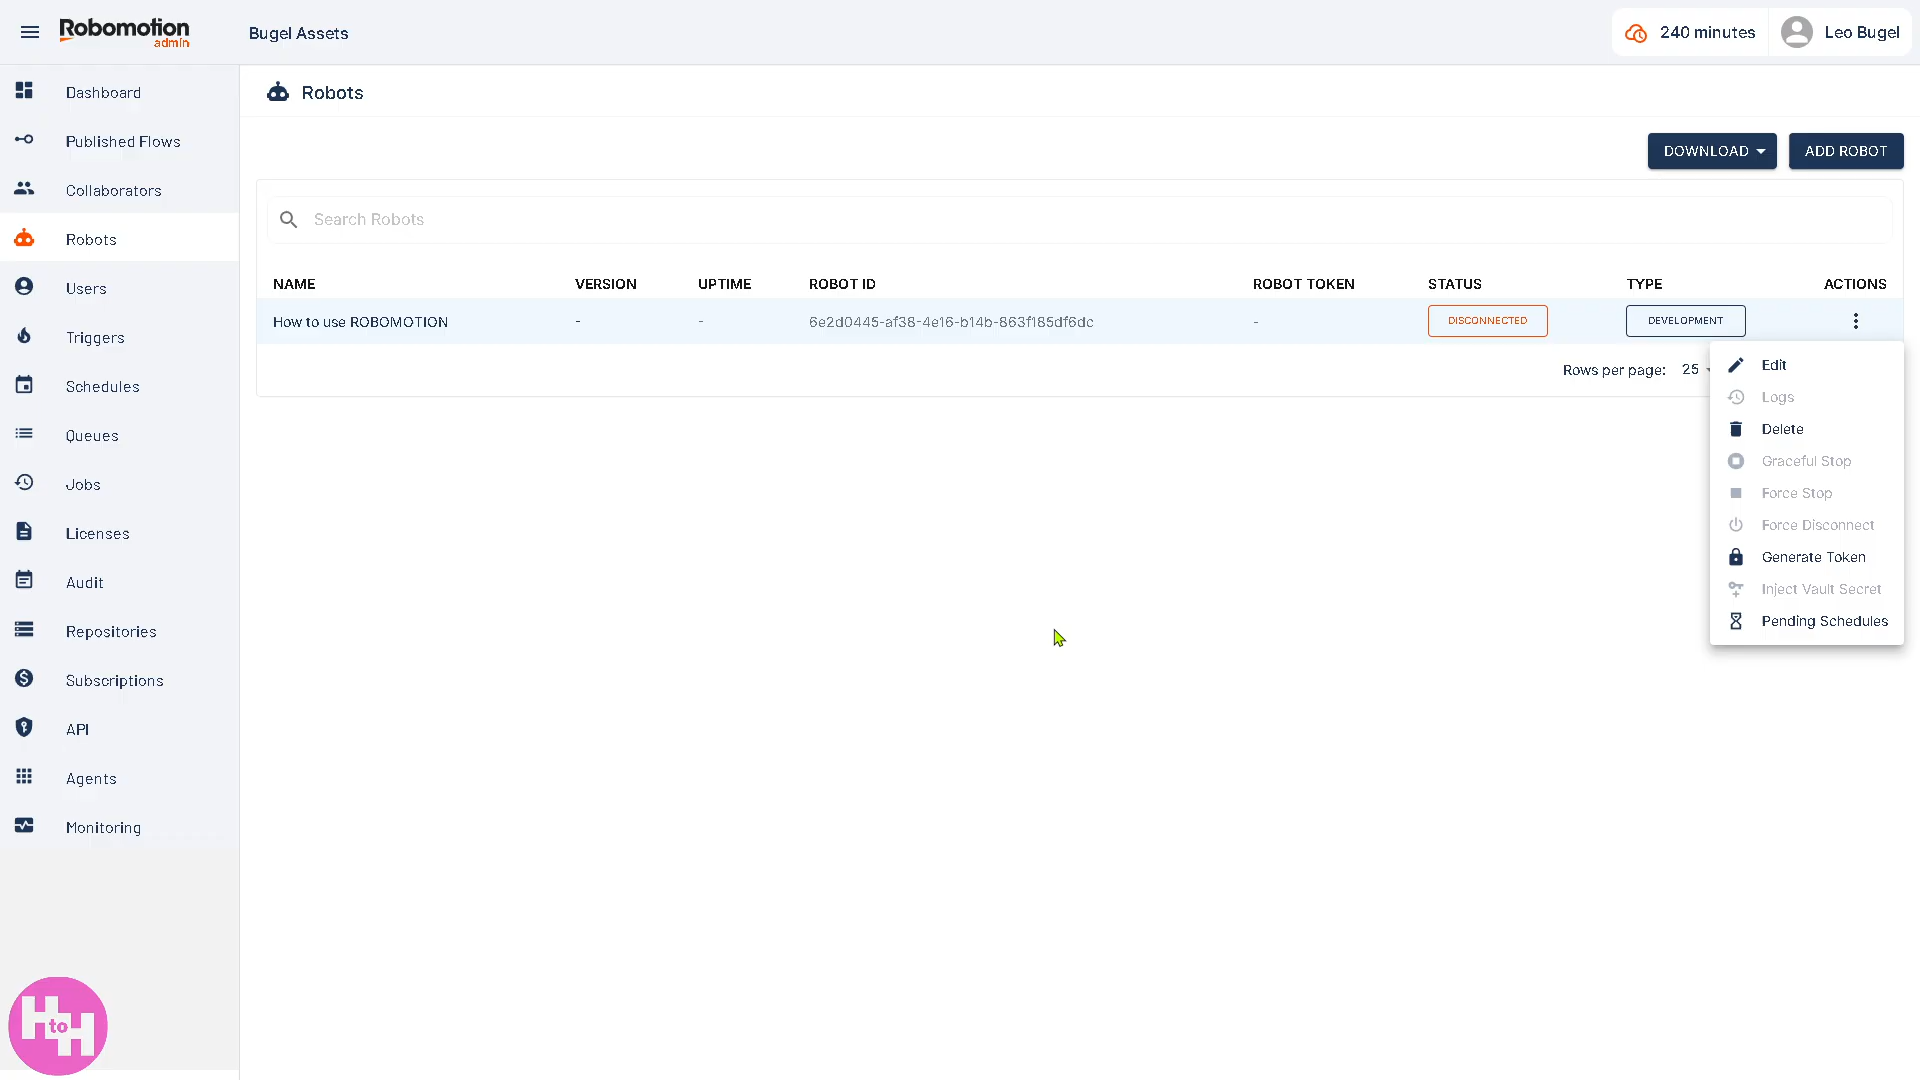 Robomotion
admin
Bugel Assets
240 minutes
Leo Bugel
Dashboard
Published Flows
Collaborators
Robots
Users
Triggers
Schedules
Queues
Jobs
Licenses
Audit
Repositories
Subscriptions
API
Agents
Monitoring
Robots
DOWNLOAD
ADD ROBOT
Search Robots
NAME VERSION UPTIME ROBOT ID ROBOT TOKEN STATUS TYPE ACTIONS
How to use ROBOMOTION - - 6e2d0445-af38-4e16-b14b-863f185df6dc - DISCONNECTED DEVELOPMENT
Rows per page: 25
Edit
Logs
Delete
Graceful Stop
Force Stop
Force Disconnect
Generate Token
Inject Vault Secret
Pending Schedules
H to H